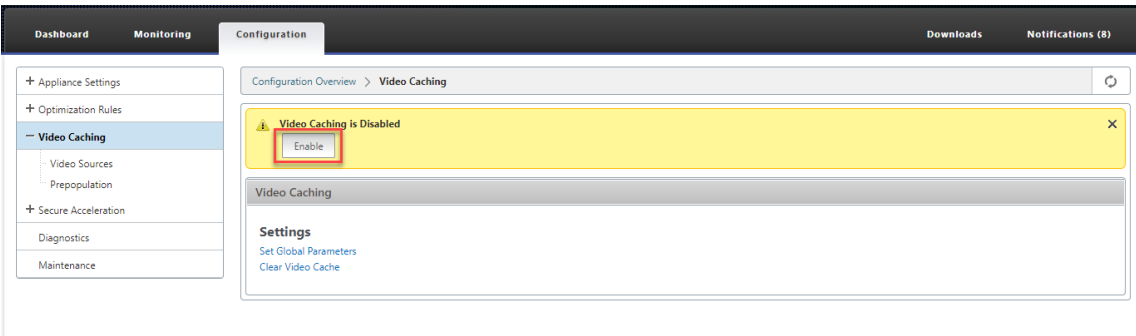 Dashboard Monitoring Configuration Downloads Notifications (8)
+ Appliance Settings
+ Optimization Rules
− Video Caching
Video Sources
Prepopulation
+ Secure Acceleration
Diagnostics
Maintenance
Configuration Overview > Video Caching
Video Caching is Disabled
Enable
Video Caching
Settings
Set Global Parameters
Clear Video Cache